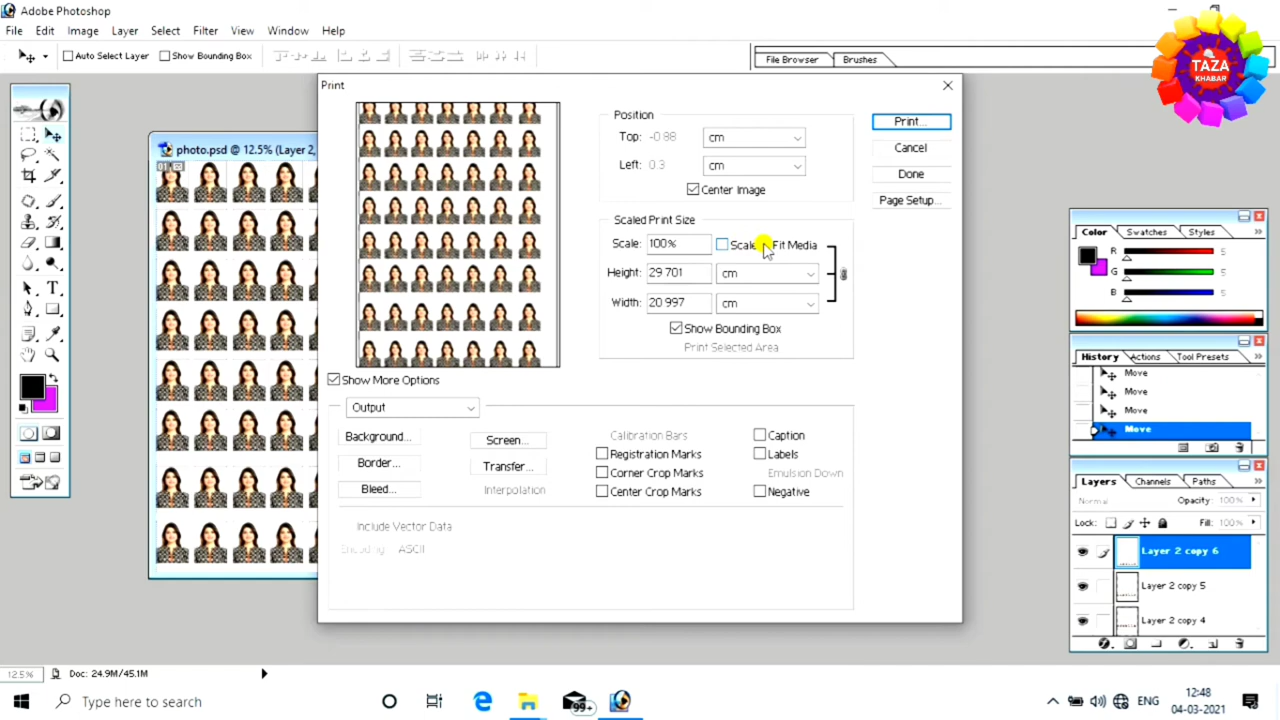 Adobe Photoshop
File Edit Image Layer Select Filter View Window Help
Auto Select Layer Show Bounding Box
File Browser Brushes
TAZA
KHABAR
photo.psd @ 12.5% (Layer 2,
Print
Position
Top: -0.98 cm
Left: 0.3 cm
Center Image
Print...
Cancel
Done
Page Setup...
Scaled Print Size
Scale: 100% Scale Fit Media
Height: 29 701 cm
Width: 20 997 cm
Show Bounding Box
Print Selected Area
Show More Options
Output
Background...
Border...
Bleed...
Screen...
Transfer...
Interpolation
Calibration Bars
Registration Marks
Corner Crop Marks
Center Crop Marks
Caption
Labels
Emulsion Down
Negative
Include Vector Data
Encoding: ASCII
Color Swatches Styles
R 5
G 5
B 5
History Actions Tool Presets
Move
Move
Move
Move
Layers Channels Paths
Normal Opacity: 100%
Lock: Fill: 100%
Layer 2 copy 6
Layer 2 copy 5
Layer 2 copy 4
12.5% Doc: 24.9M/45.1M
Type here to search
99+
ENG
12:48
04-03-2021